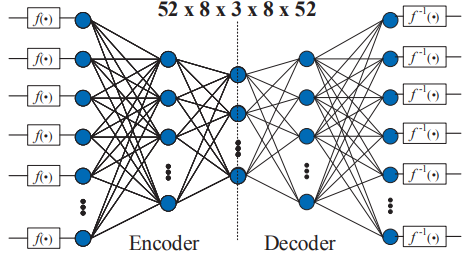 52 x 8 x 3 x 8 x 52
f(•)
f(•)
f(•)
f(•)
f(•)
f(•)
f⁻¹(•)
f⁻¹(•)
f⁻¹(•)
f⁻¹(•)
f⁻¹(•)
f⁻¹(•)
Encoder
Decoder